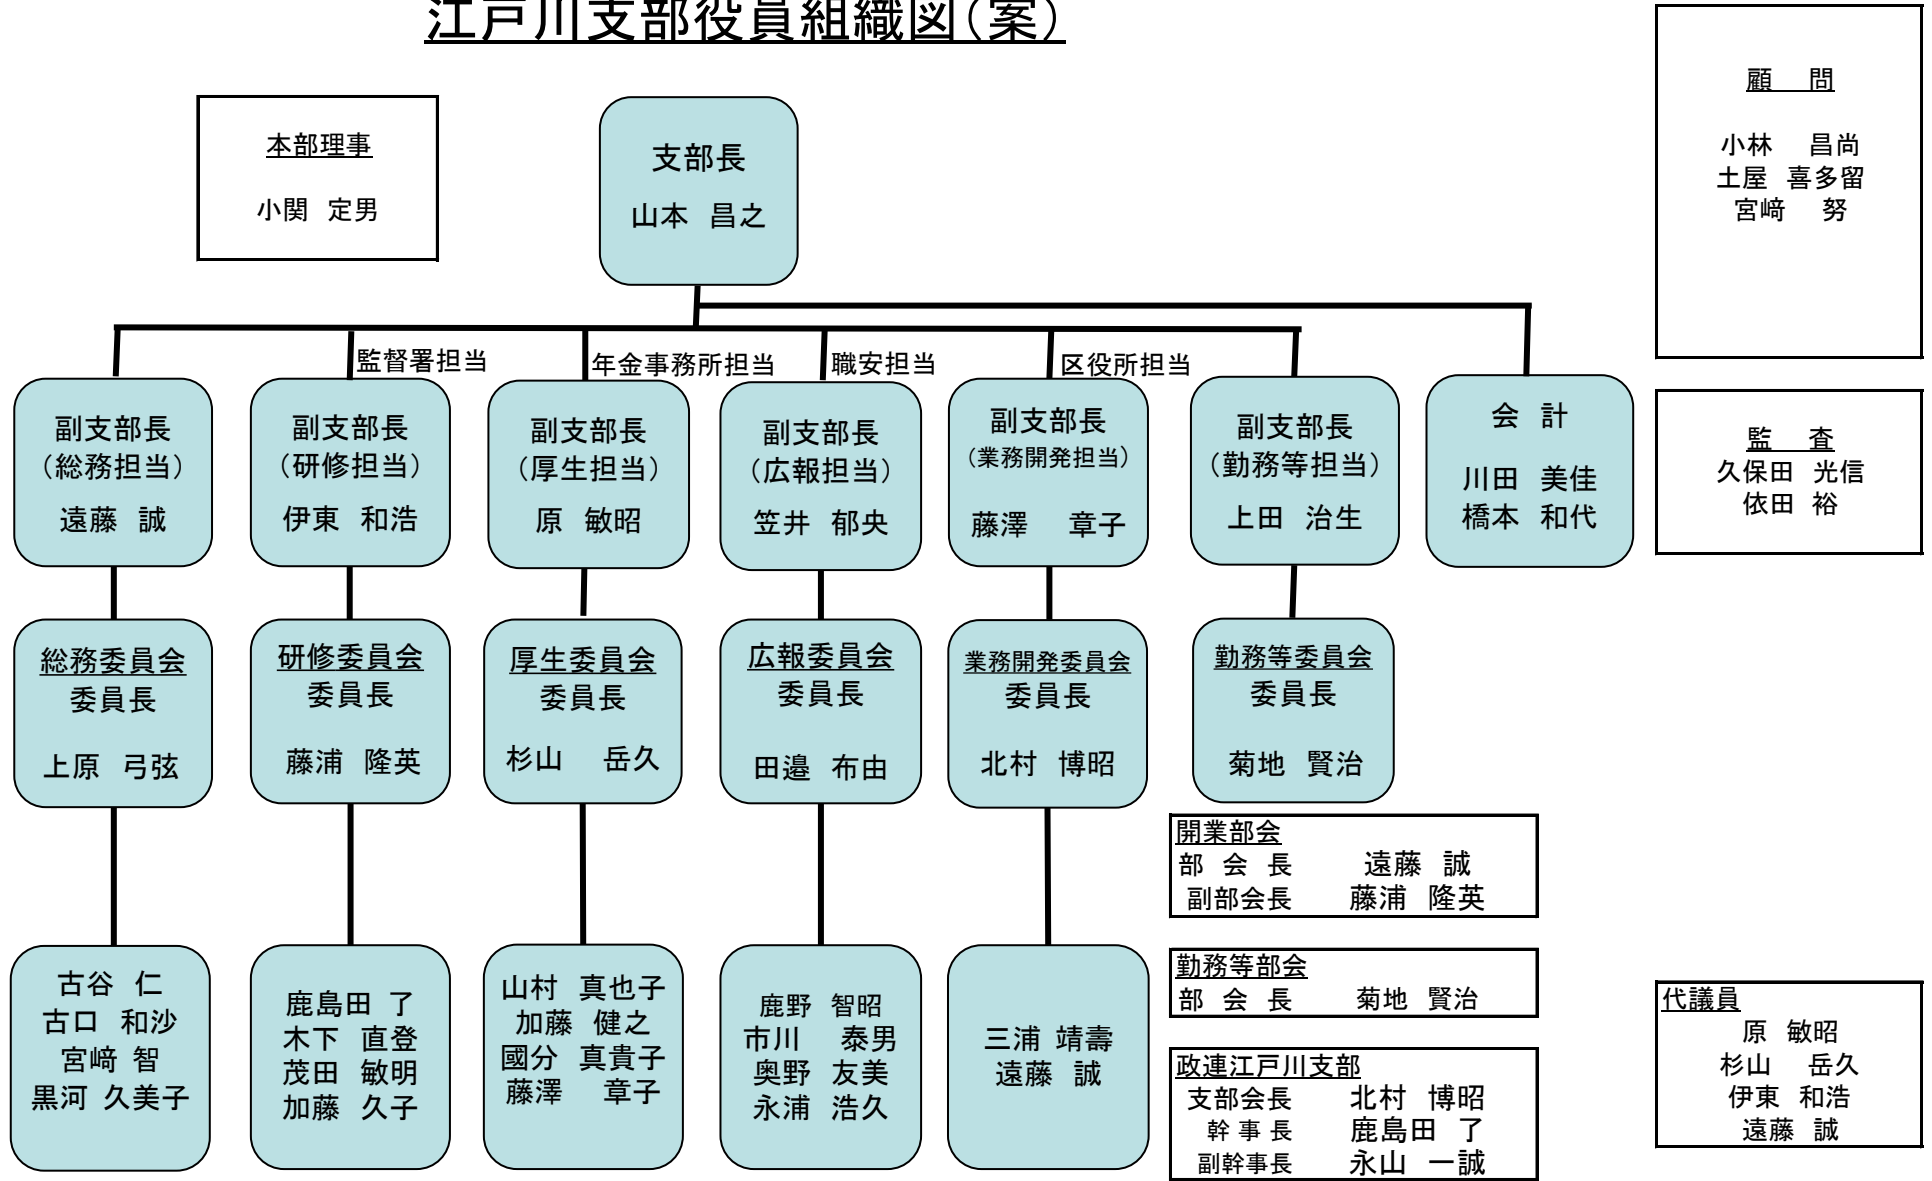 江戸川支部役員組織図（案）
本部理事
小関 定男
支部長
山本 昌之
顧 問
小林 昌尚
土屋 喜多留
宮﨑 努
監督署担当
年金事務所担当
職安担当
区役所担当
副支部長
（総務担当）
遠藤 誠
副支部長
（研修担当）
伊東 和浩
副支部長
（厚生担当）
原 敏昭
副支部長
（広報担当）
笠井 郁央
副支部長
（業務開発担当）
藤澤 章子
副支部長
（勤務等担当）
上田 治生
会 計
川田 美佳
橋本 和代
監 査
久保田 光信
依田 裕
総務委員会
委員長
上原 弓弦
研修委員会
委員長
藤浦 隆英
厚生委員会
委員長
杉山 岳久
広報委員会
委員長
田邉 布由
業務開発委員会
委員長
北村 博昭
勤務等委員会
委員長
菊地 賢治
開業部会
部 会 長 遠藤 誠
副部会長 藤浦 隆英
勤務等部会
部 会 長 菊地 賢治
政連江戸川支部
支部会長 北村 博昭
幹 事 長 鹿島田 了
副幹事長 永山 一誠
古谷 仁
古口 和沙
宮﨑 智
黒河 久美子
鹿島田 了
木下 直登
茂田 敏明
加藤 久子
山村 真也子
加藤 健之
國分 真貴子
藤澤 章子
鹿野 智昭
市川 泰男
奥野 友美
永浦 浩久
三浦 靖壽
遠藤 誠
代議員
原 敏昭
杉山 岳久
伊東 和浩
遠藤 誠